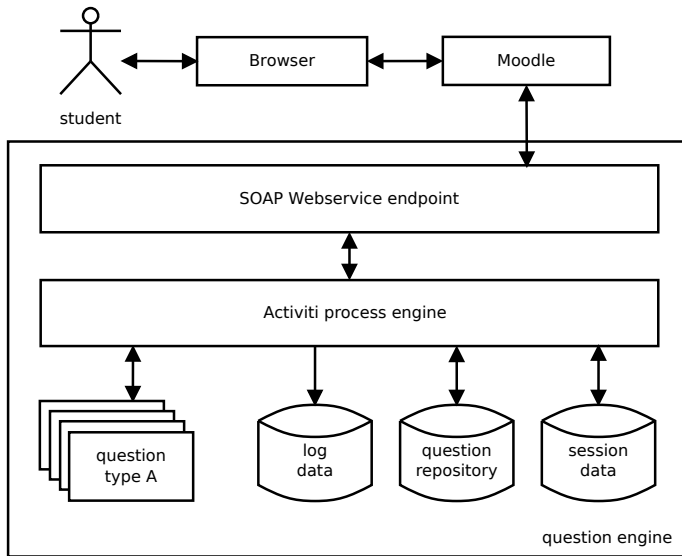 Browser
Moodle
student
SOAP Webservice endpoint
Activiti process engine
question
type A
log
data
question
repository
session
data
question engine